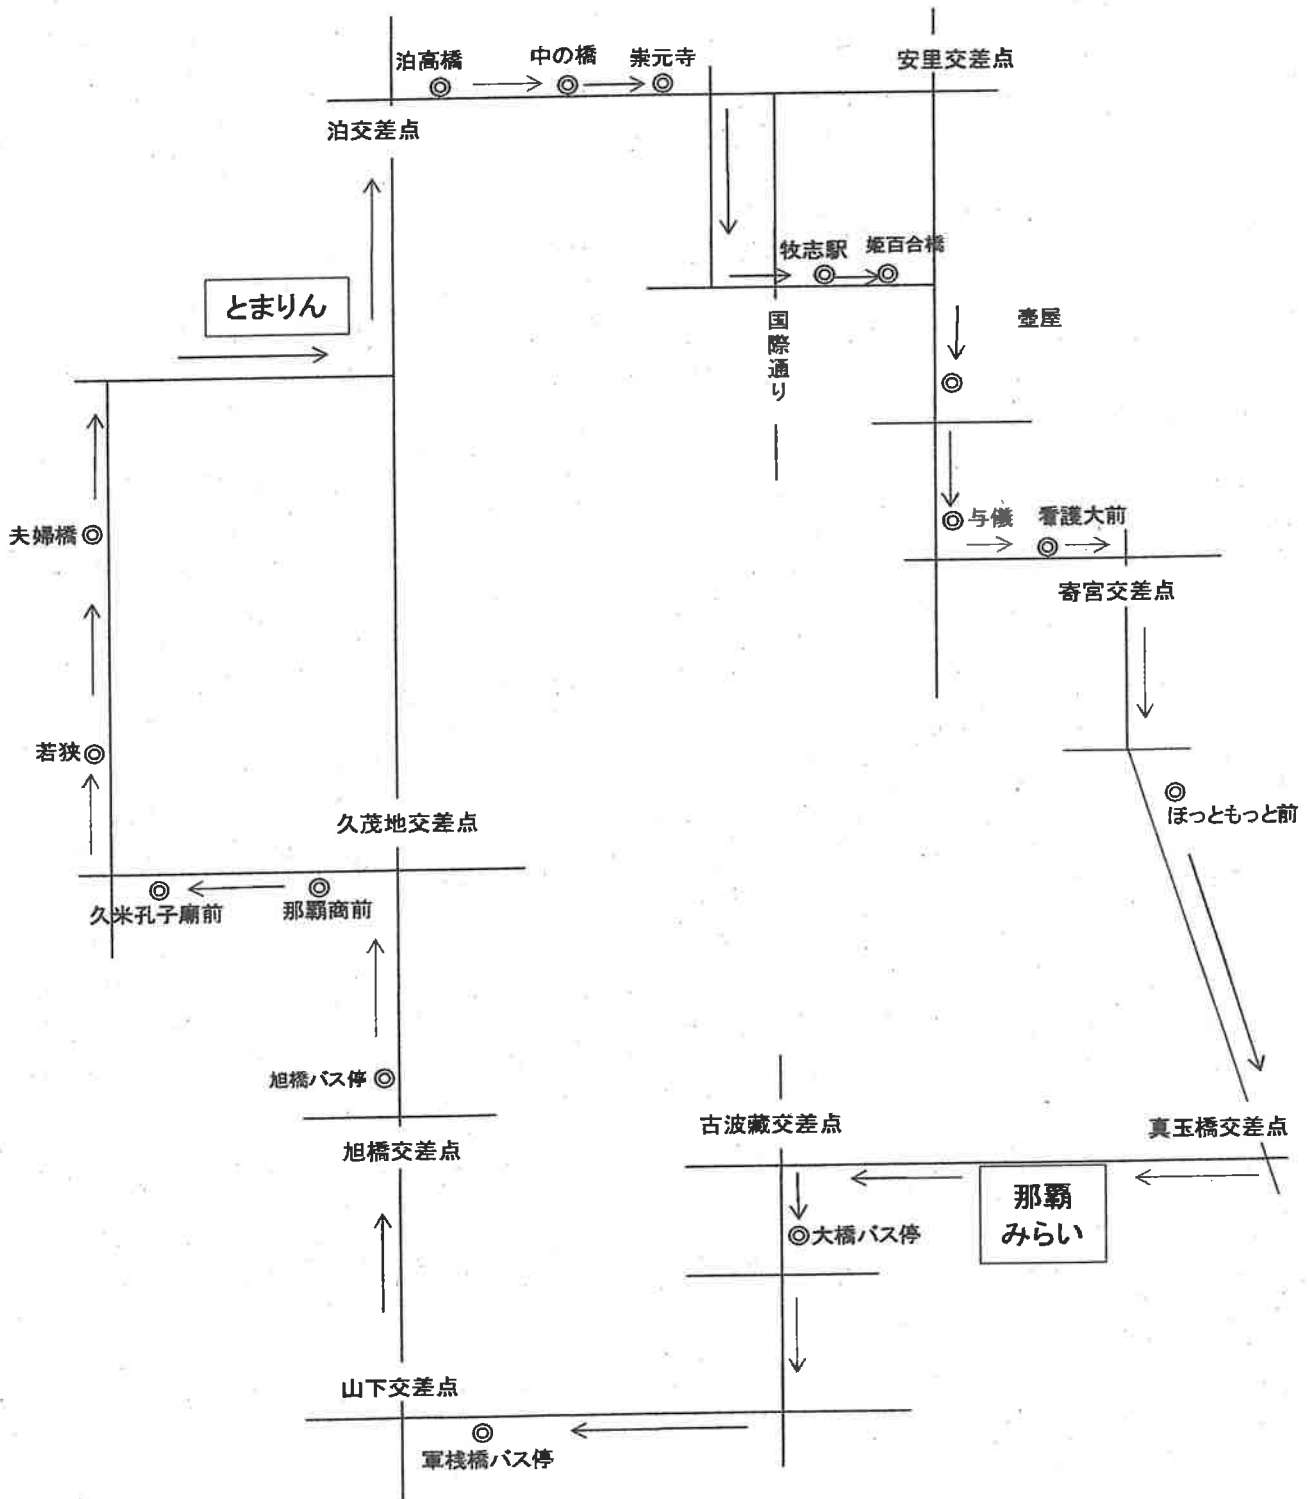 泊高橋
中の橋
崇元寺
安里交差点
泊交差点
牧志駅
姫百合橋
とまりん
国際通り
壺屋
与儀
看護大前
夫婦橋
寄宮交差点
若狭
ほっともっと前
久茂地交差点
久米孔子廟前
那覇商前
旭橋バス停
古波藏交差点
真玉橋交差点
旭橋交差点
那覇
みらい
大橋バス停
山下交差点
軍桟橋バス停